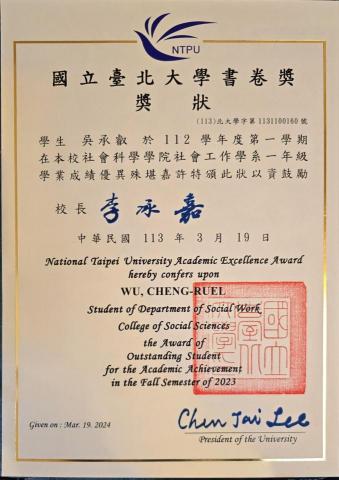 NTPU
國立臺北大學書卷獎
獎狀
(113)北大學字第1131100160號
學生 吳承叡 於112學年度第一學期
在本校社會科學學院社會工作學系一年級
學業成績優異殊堪嘉許特頒此狀以資鼓勵
校長 李承嘉
中華民國 113 年 3 月 19 日
National Taipei University Academic Excellence Award
hereby confers upon
WU, CHENG-RUEI
Student of Department of Social Work
College of Social Sciences
the Award of
Outstanding Student
for the Academic Achievement
in the Fall Semester of 2023
Given on : Mar. 19. 2024
Chen Jai Lee
President of the University